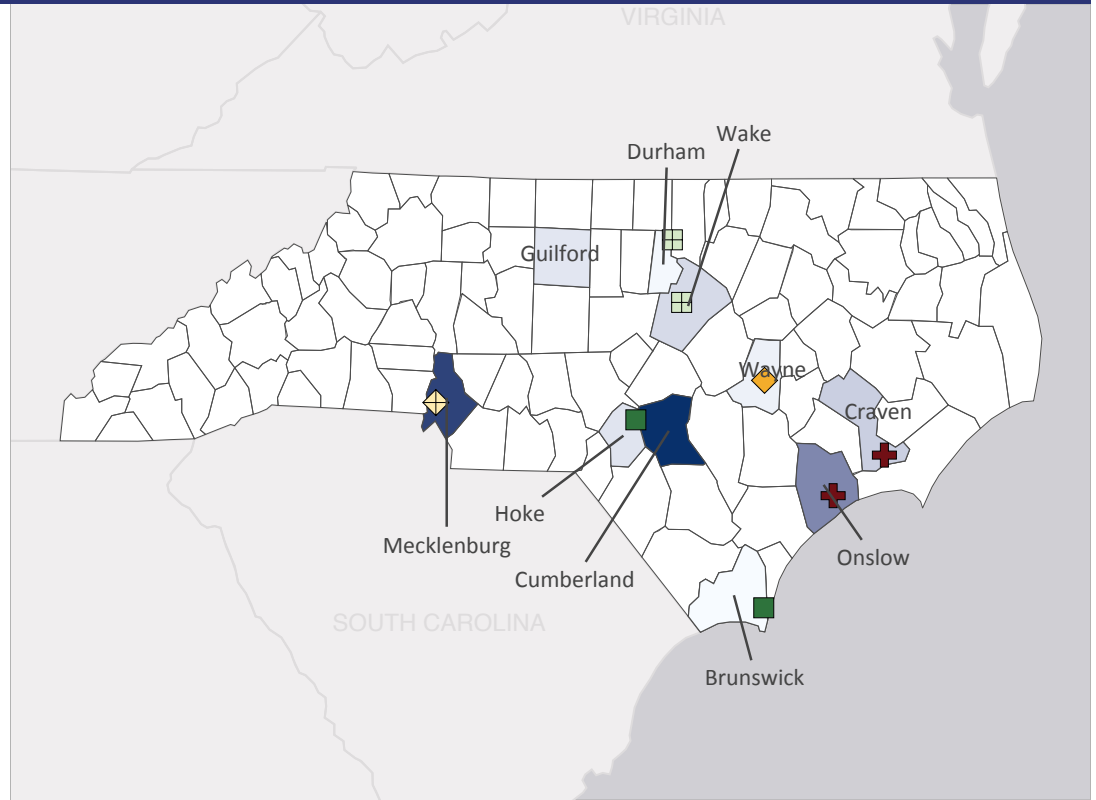 VIRGINIA
Wake
Durham
Guilford
Wayne
Craven
Hoke
Mecklenburg
Onslow
Cumberland
SOUTH CAROLINA
Brunswick